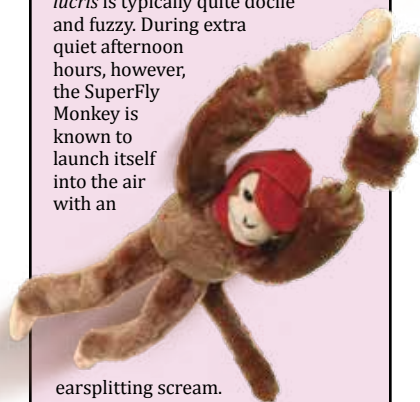 lucris is typically quite docile
and fuzzy. During extra
quiet afternoon
hours, however,
the SuperFly
Monkey is
known to
launch itself
into the air
with an
earsplitting scream.